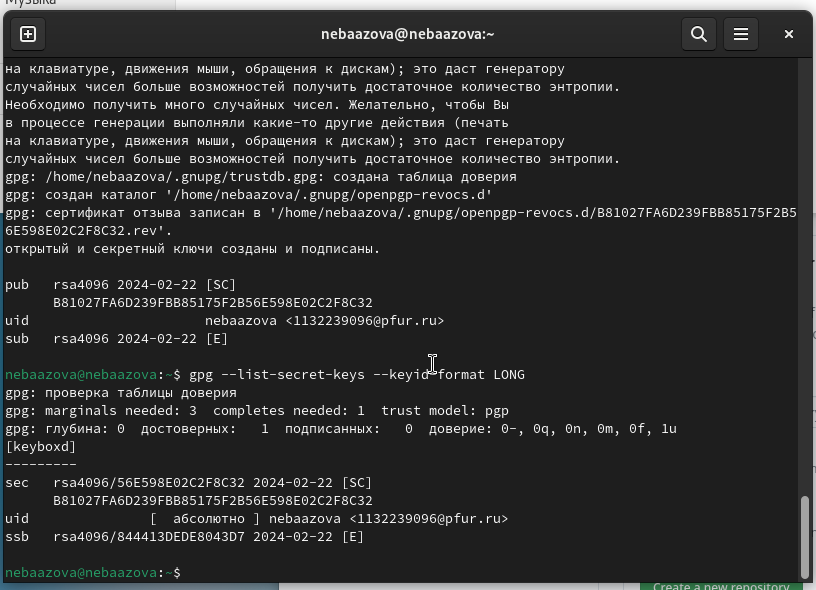 Музыка
nebaazova@nebaazova:~
на клавиатуре, движения мыши, обращения к дискам); это даст генератору
случайных чисел больше возможностей получить достаточное количество энтропии.
Необходимо получить много случайных чисел. Желательно, чтобы Вы
в процессе генерации выполняли какие-то другие действия (печать
на клавиатуре, движения мыши, обращения к дискам); это даст генератору
случайных чисел больше возможностей получить достаточное количество энтропии.
gpg: /home/nebaazova/.gnupg/trustdb.gpg: создана таблица доверия
gpg: создан каталог '/home/nebaazova/.gnupg/openpgp-revocs.d'
gpg: сертификат отзыва записан в '/home/nebaazova/.gnupg/openpgp-revocs.d/B81027FA6D239FBB85175F2B5
6E598E02C2F8C32.rev'.
открытый и секретный ключи созданы и подписаны.
pub   rsa4096 2024-02-22 [SC]
      B81027FA6D239FBB85175F2B56E598E02C2F8C32
uid                      nebaazova <1132239096@pfur.ru>
sub   rsa4096 2024-02-22 [E]
nebaazova@nebaazova:~$ gpg --list-secret-keys --keyid-format LONG
gpg: проверка таблицы доверия
gpg: marginals needed: 3  completes needed: 1  trust model: pgp
gpg: глубина: 0  достоверных:   1  подписанных:   0  доверие: 0-, 0q, 0n, 0m, 0f, 1u
[keyboxd]
---------
sec   rsa4096/56E598E02C2F8C32 2024-02-22 [SC]
      B81027FA6D239FBB85175F2B56E598E02C2F8C32
uid               [  абсолютно ] nebaazova <1132239096@pfur.ru>
ssb   rsa4096/844413DEDE8043D7 2024-02-22 [E]
nebaazova@nebaazova:~$
Create a new repository